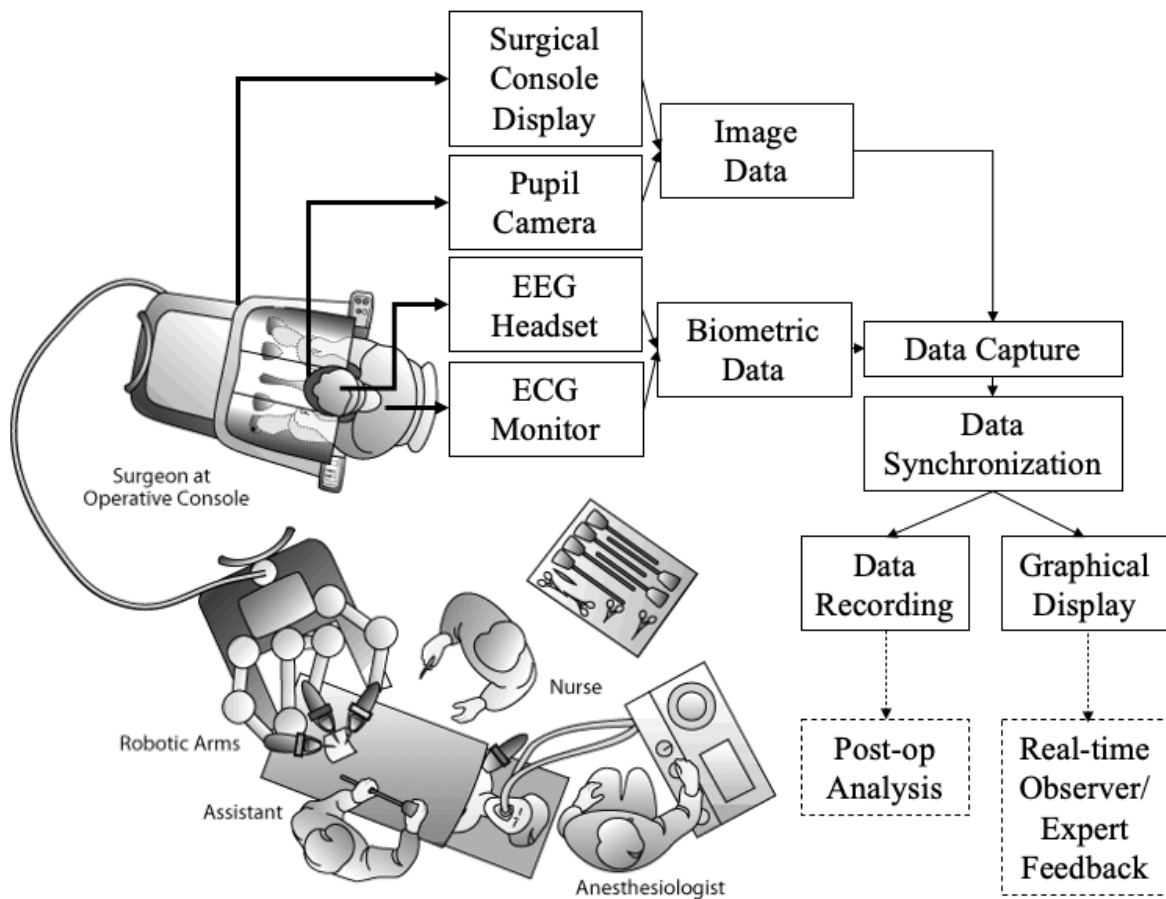 Surgical
Console
Display
Pupil
Camera
EEG
Headset
ECG
Monitor
Image
Data
Biometric
Data
Data Capture
Data
Synchronization
Data
Recording
Graphical
Display
Post-op
Analysis
Real-time
Observer/
Expert
Feedback
Surgeon at
Operative Console
Robotic Arms
Nurse
Assistant
Anesthesiologist